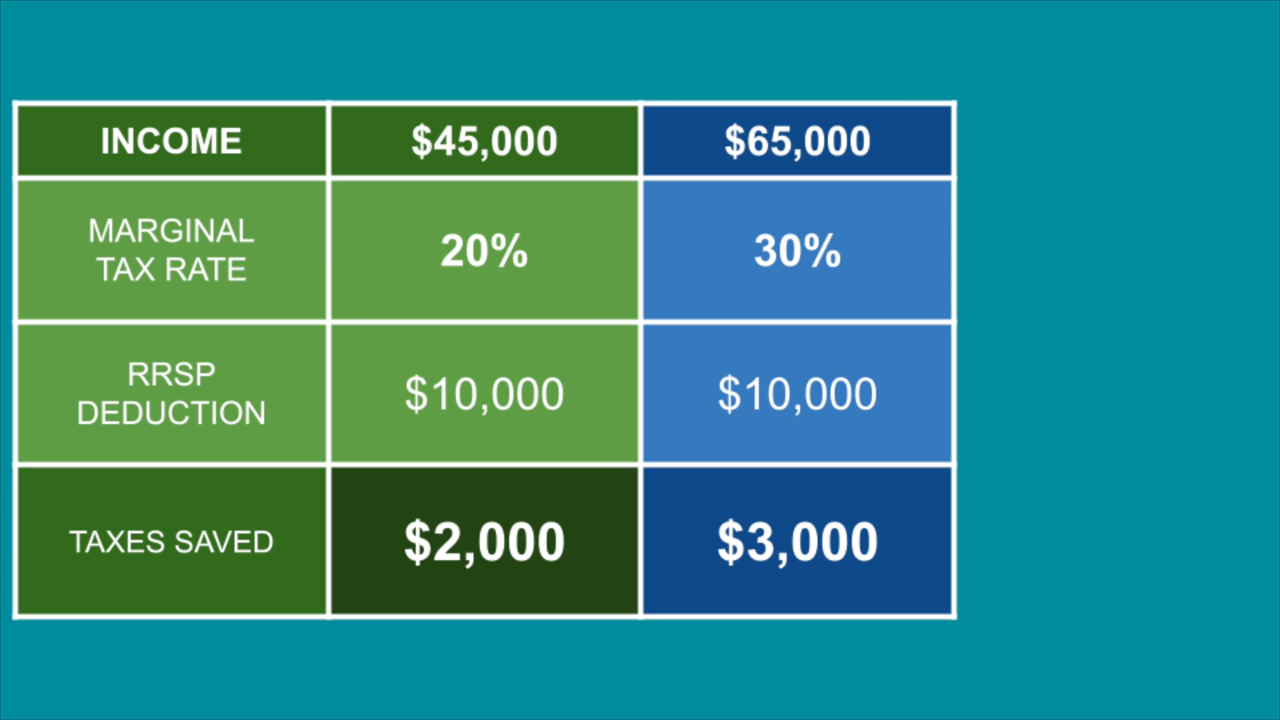 INCOME $45,000 $65,000
MARGINAL
TAX RATE
20% 30%
RRSP
DEDUCTION
$10,000 $10,000
TAXES SAVED $2,000 $3,000